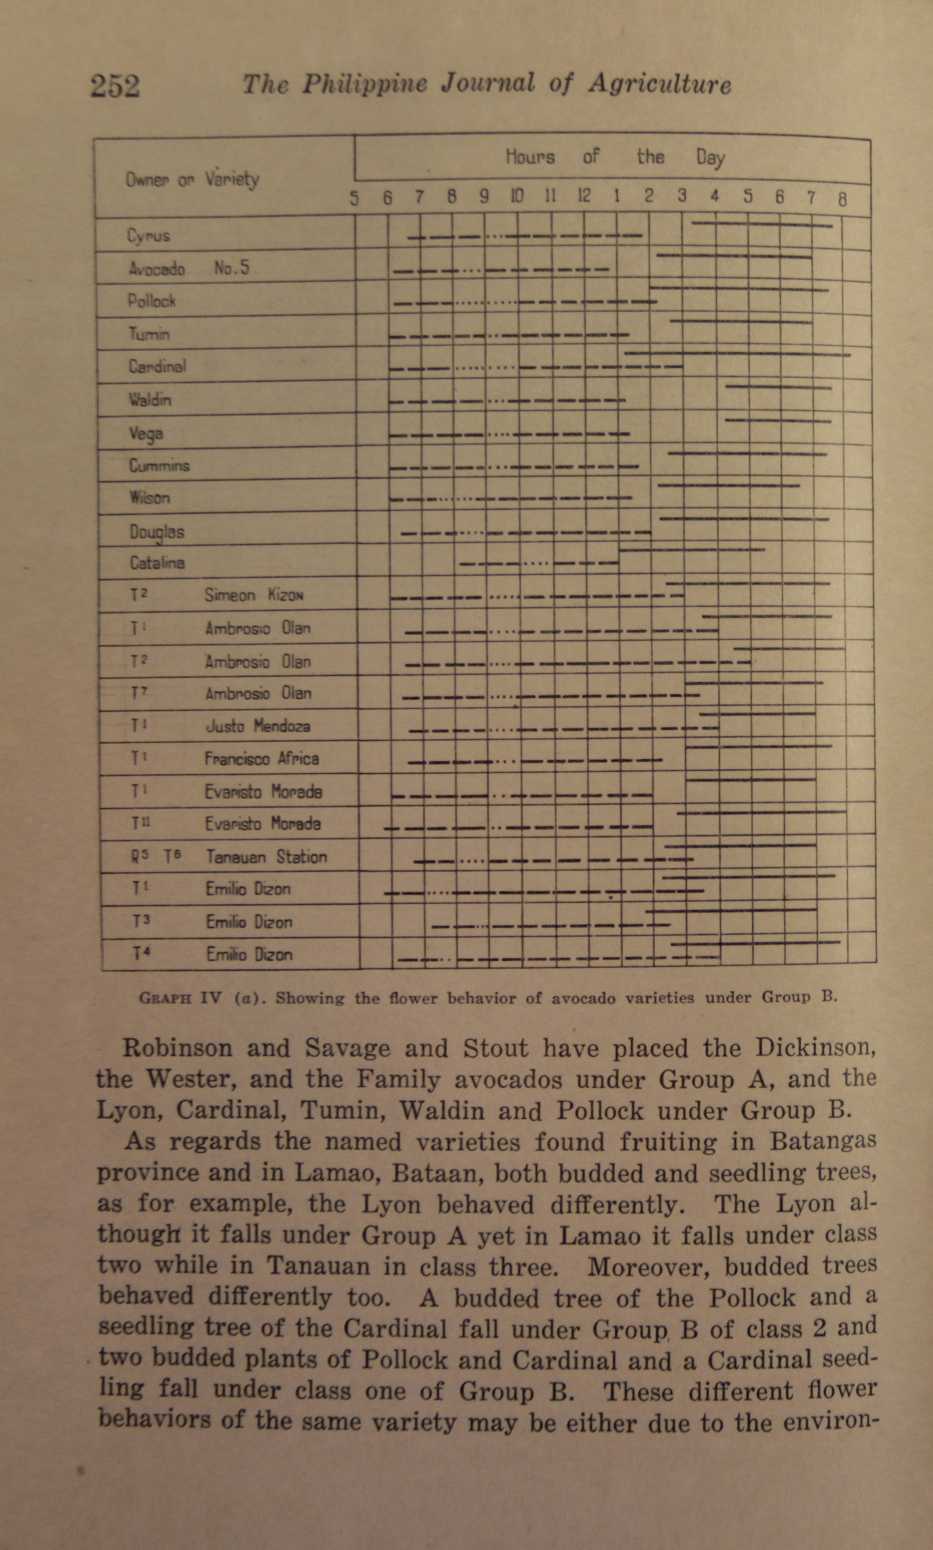 252 The Philippine Journal of Agriculture
Hours of the Day
Owner or Variety
5 6 7 8 9 10 11 12 1 2 3 4 5 6 7 8
Cyrus
Avocado No.5
Pollock
Tumin
Cardinal
Waldin
Vega
Cummins
Wilson
Douglas
Catalina
T2 Simeon Kizon
T1 Ambrosio Olan
T2 Ambrosio Olan
T7 Ambrosio Olan
T1 Justo Mendoza
T1 Francisco Africa
T1 Evaristo Morada
T11 Evaristo Morada
R5 T6 Tanauan Station
T1 Emilio Dizon
T3 Emilio Dizon
T4 Emilio Dizon
GRAPH IV (a). Showing the flower behavior of avocado varieties under Group B.
Robinson and Savage and Stout have placed the Dickinson,
the Wester, and the Family avocados under Group A, and the
Lyon, Cardinal, Tumin, Waldin and Pollock under Group B.
As regards the named varieties found fruiting in Batangas
province and in Lamao, Bataan, both budded and seedling trees,
as for example, the Lyon behaved differently. The Lyon al-
though it falls under Group A yet in Lamao it falls under class
two while in Tanauan in class three. Moreover, budded trees
behaved differently too. A budded tree of the Pollock and a
seedling tree of the Cardinal fall under Group B of class 2 and
two budded plants of Pollock and Cardinal and a Cardinal seed-
ling fall under class one of Group B. These different flower
behaviors of the same variety may be either due to the environ-